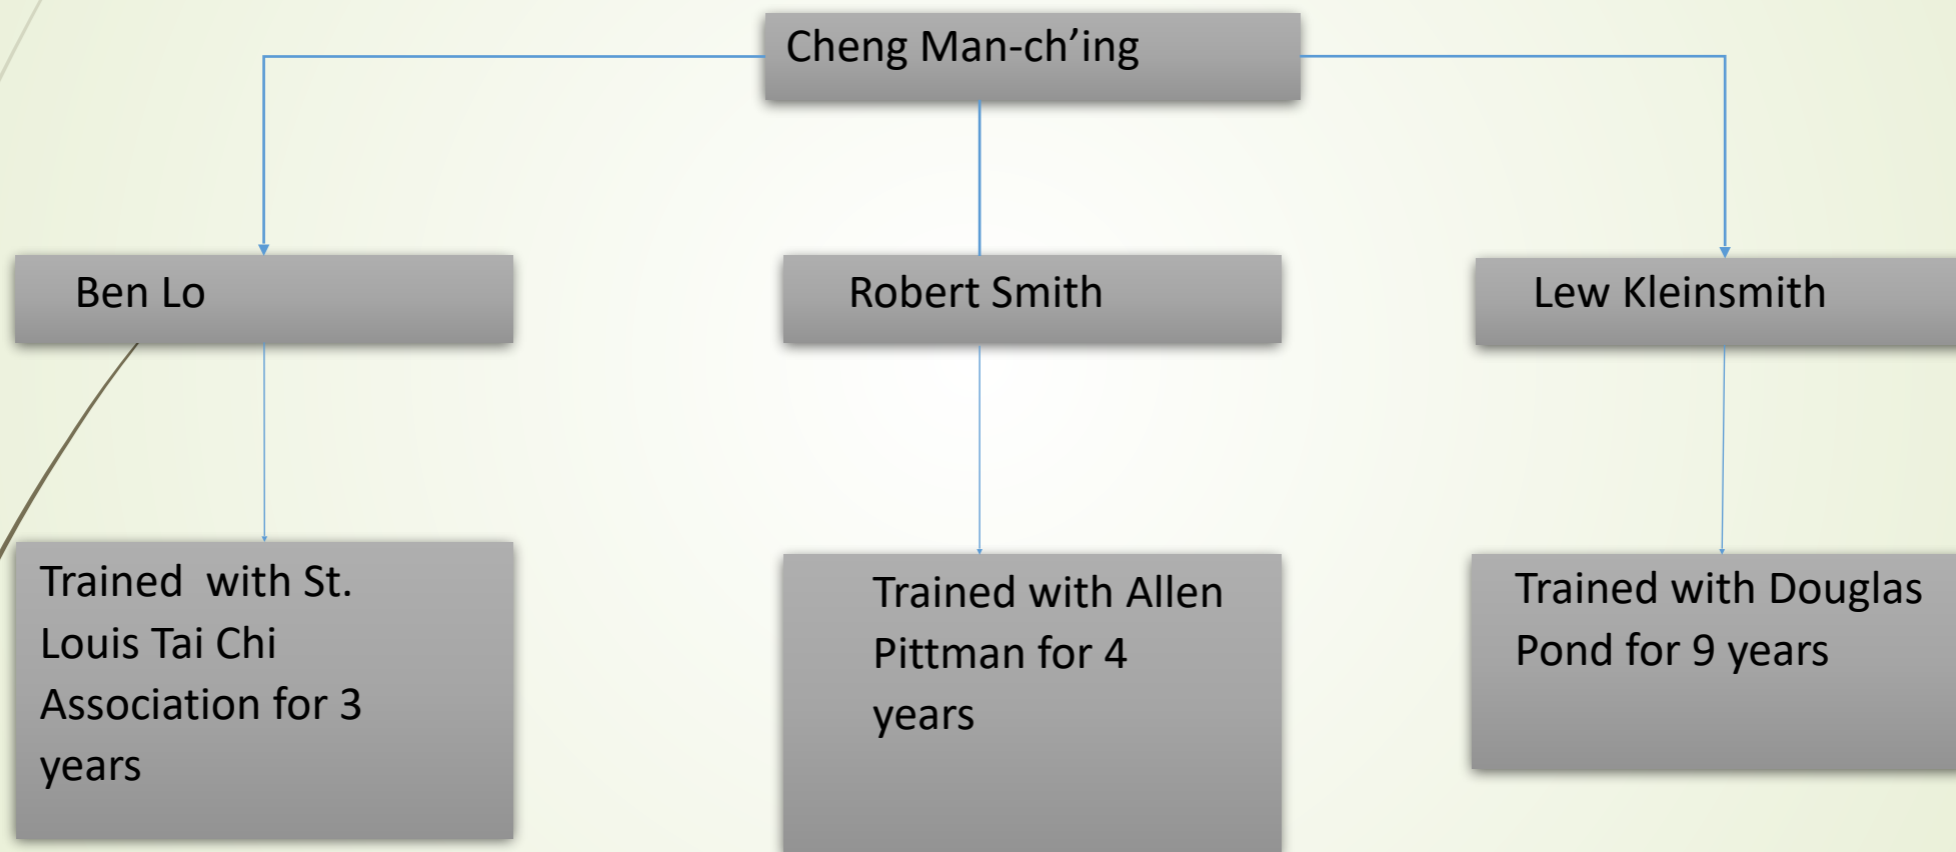 Cheng Man-ch’ing
Ben Lo
Robert Smith
Lew Kleinsmith
Trained  with St.
Louis Tai Chi
Association for 3
years
Trained with Allen
Pittman for 4
years
Trained with Douglas
Pond for 9 years